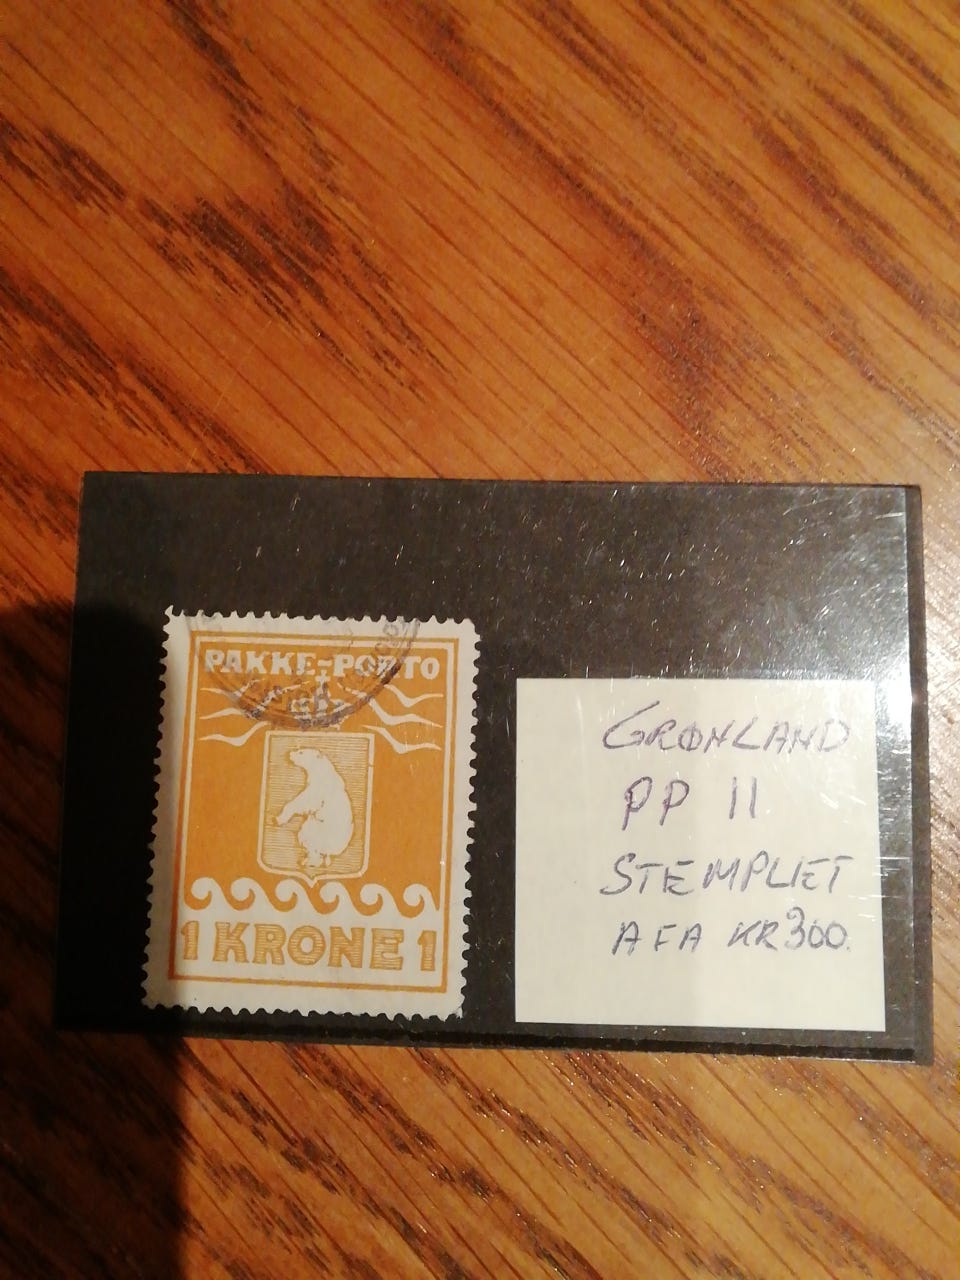 PAKKE-PORTO
1 KRONE 1
GRØNLAND
PP 11
STEMPLET
AFA KR 300.